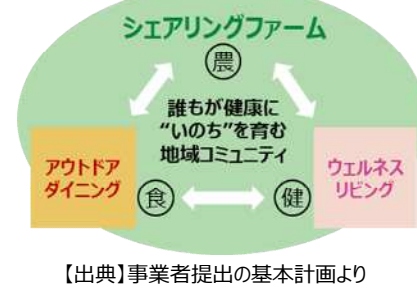 シェアリングファーム
農
誰もが健康に
“いのち”を育む
地域コミュニティ
アウトドア
ダイニング
食
健
ウェルネス
リビング
【出典】事業者提出の基本計画より